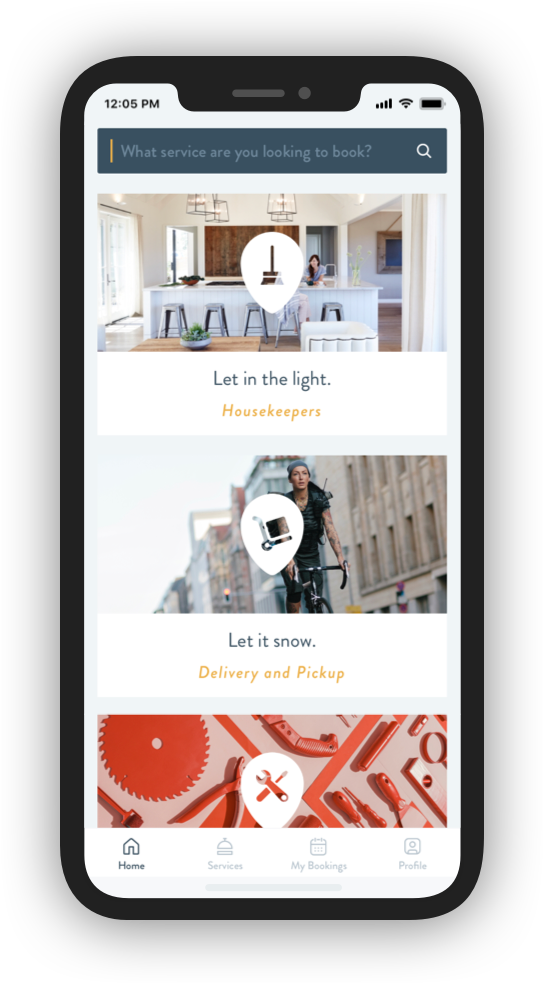 12:05 PM
What service are you looking to book?
Let in the light.
Housekeepers
Let it snow.
Delivery and Pickup
Home
Services
My Bookings
Profile